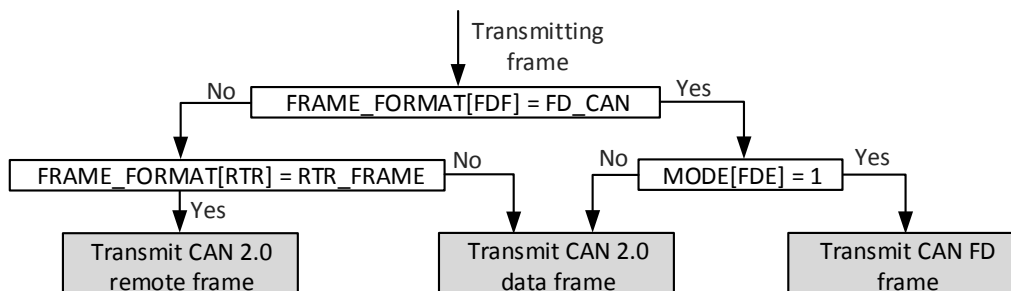 Transmitting
frame
No
FRAME_FORMAT[FDF] = FD_CAN
Yes
FRAME_FORMAT[RTR] = RTR_FRAME
No
No
MODE[FDE] = 1
Yes
Yes
Transmit CAN 2.0
remote frame
Transmit CAN 2.0
data frame
Transmit CAN FD
frame